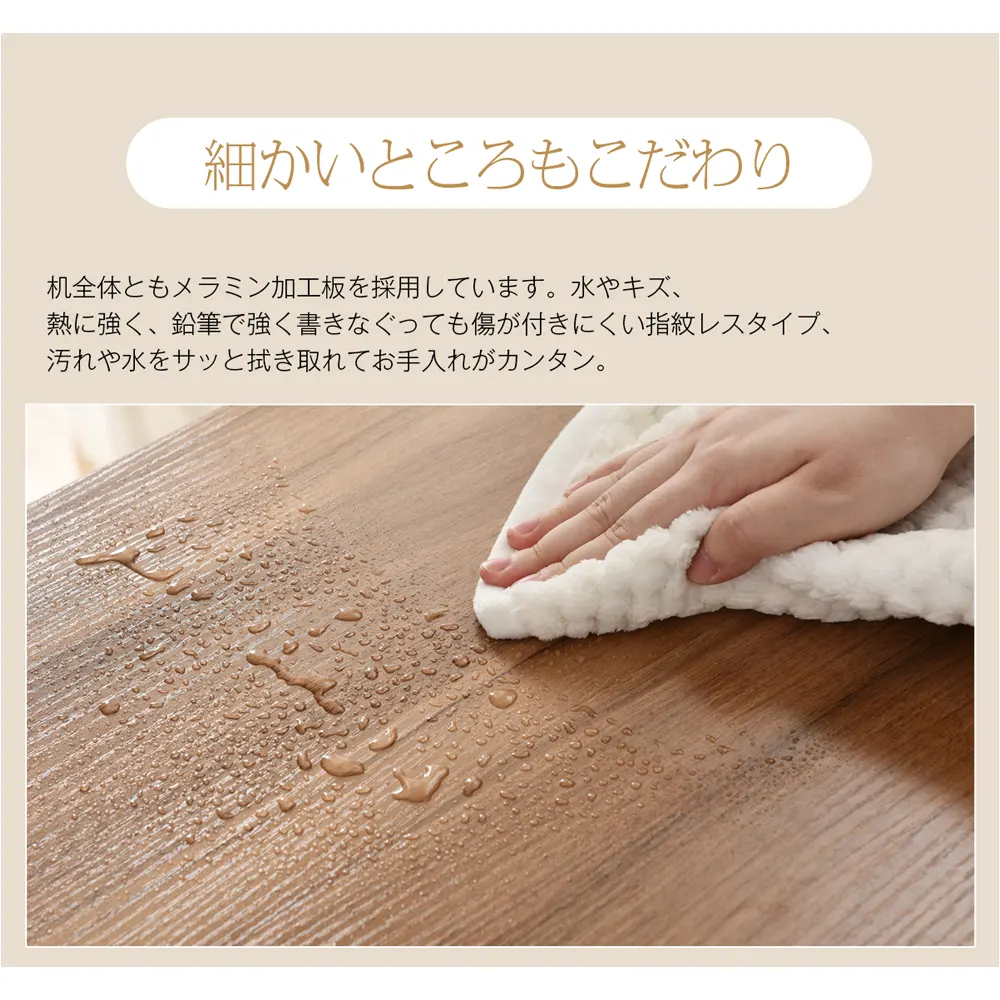 細かいところもこだわり
机全体ともメラミン加工板を採用しています。水やキズ、
熱に強く、鉛筆で強く書きなぐっても傷が付きにくい指紋レスタイプ、
汚れや水をサッと拭き取れてお手入れがカンタン。